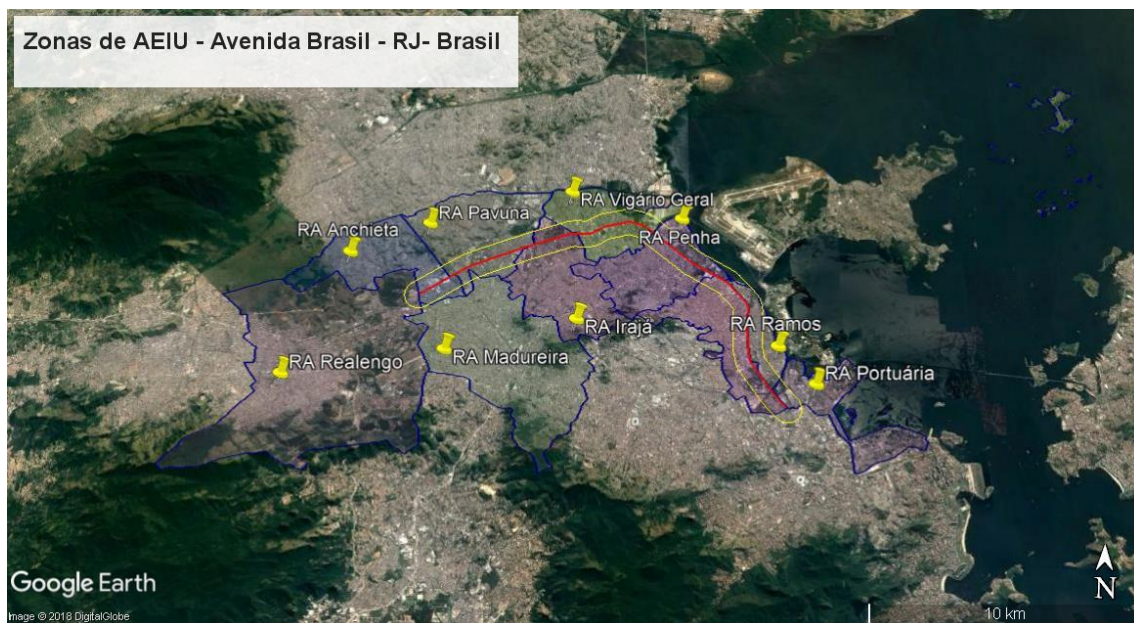 Zonas de AEIU - Avenida Brasil - RJ- Brasil
RA Vigário Geral
RA Pavuna
RA Anchieta
RA Penha
RA Irajá
RA Ramos
RA Madureira
RA Realengo
RA Portuária
Google Earth
N
Image © 2018 DigitalGlobe
10 km